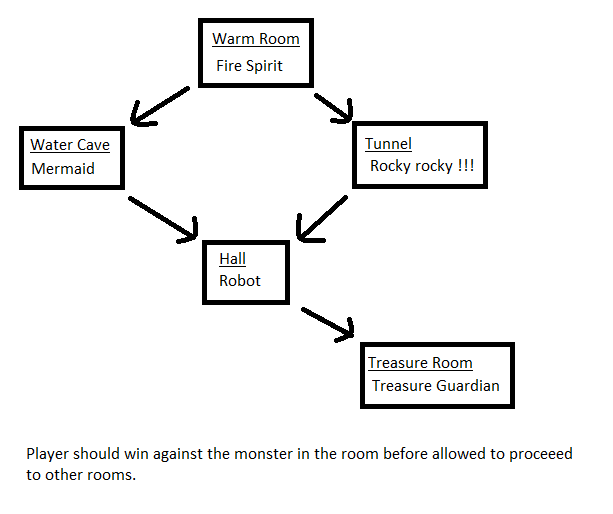 Warm Room
Fire Spirit
Water Cave
Mermaid
Tunnel
Rocky rocky !!!
Hall
Robot
Treasure Room
Treasure Guardian
Player should win against the monster in the room before allowed to proceeed
to other rooms.